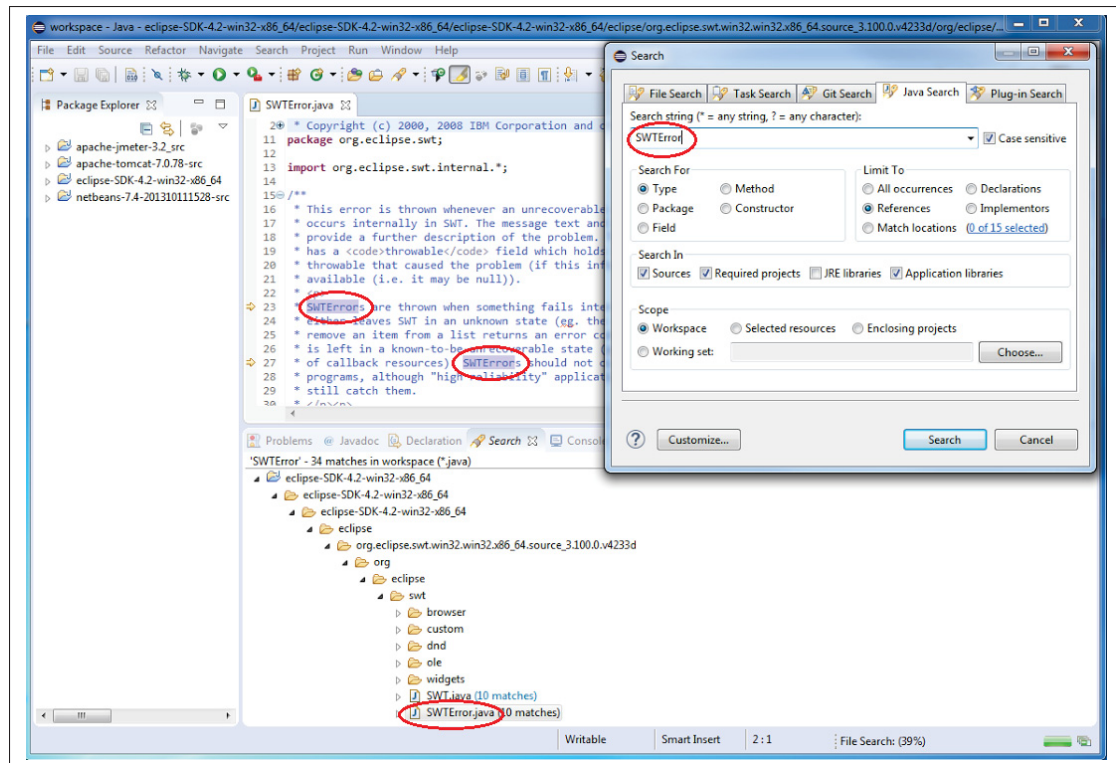 workspace - Java - eclipse-SDK-4.2-win32-x86_64/eclipse-SDK-4.2-win32-x86_64/eclipse/org.eclipse.swt.win32.win32.x86_64.source_3.100.0.v4233d/org/eclipse/...
File Edit Source Refactor Navigate Search Project Run Window Help
Package Explorer
apache-jmeter-3.2_src
apache-tomcat-7.0.78-src
eclipse-SDK-4.2-win32-x86_64
netbeans-7.4-201310111528-src
SWTError.java
2 * Copyright (c) 2000, 2008 IBM Corporation and
11 package org.eclipse.swt;
12
13 import org.eclipse.swt.internal.*;
14
15 /**
16 * This error is thrown whenever an unrecoverable
17 * occurs internally in SWT. The message text and
18 * provide a further description of the problem.
19 * has a <code>throwable</code> field which holds
20 * throwable that caused the problem (if this inf
21 * available (i.e. it may be null)).
22 * <p>
23 * SWTErrors are thrown when something fails inte
24 * either leaves SWT in an unknown state (eg. the
25 * remove an item from a list returns an error co
26 * is left in a known-to-be-unrecoverable state (
27 * of callback resources) SWTErrors should not
28 * programs, although "high reliability" applicat
29 * still catch them.
30 * </p><p>
Search
File Search Task Search Git Search Java Search Plug-in Search
Search string (* = any string, ? = any character):
SWTError Case sensitive
Search For
Type Method
Package Constructor
Field
Limit To
All occurrences Declarations
References Implementors
Match locations (0 of 15 selected)
Search In
Sources Required projects JRE libraries Application libraries
Scope
Workspace Selected resources Enclosing projects
Working set: Choose...
? Customize... Search Cancel
Problems @ Javadoc Declaration Search Console
'SWTError' - 34 matches in workspace (*.java)
eclipse-SDK-4.2-win32-x86_64
eclipse-SDK-4.2-win32-x86_64
eclipse-SDK-4.2-win32-x86_64
eclipse
org.eclipse.swt.win32.win32.x86_64.source_3.100.0.v4233d
org
eclipse
swt
browser
custom
dnd
ole
widgets
SWT.java (10 matches)
SWTError.java (10 matches)
Writable Smart Insert 2 : 1 File Search: (39%)